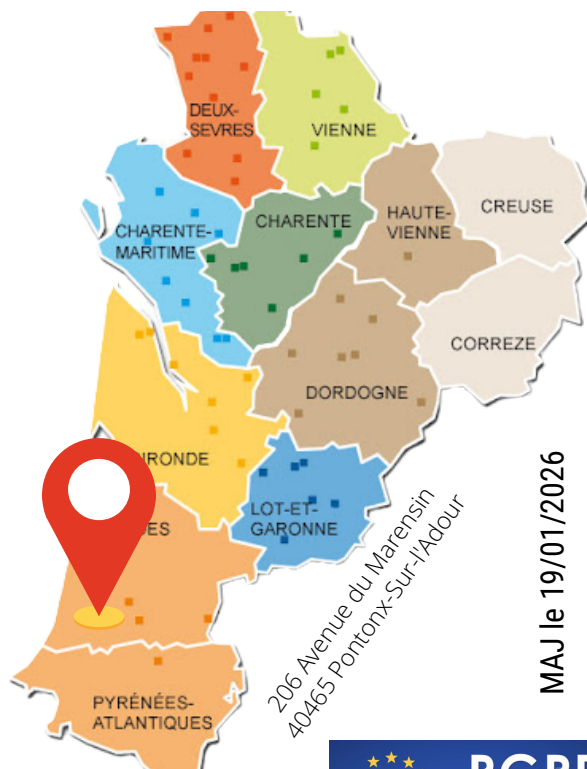 DEUX-
SEVRES
VIENNE
CHARENTE-
MARITIME
CHARENTE
HAUTE-
VIENNE
CREUSE
CORREZE
DORDOGNE
IRONDE
LOT-ET-
GARONNE
DES
PYRÉNÉES-
ATLANTIQUES
206 Avenue du Marensin
40465 Pontonx-Sur-l'Adour
MAJ le 19/01/2026